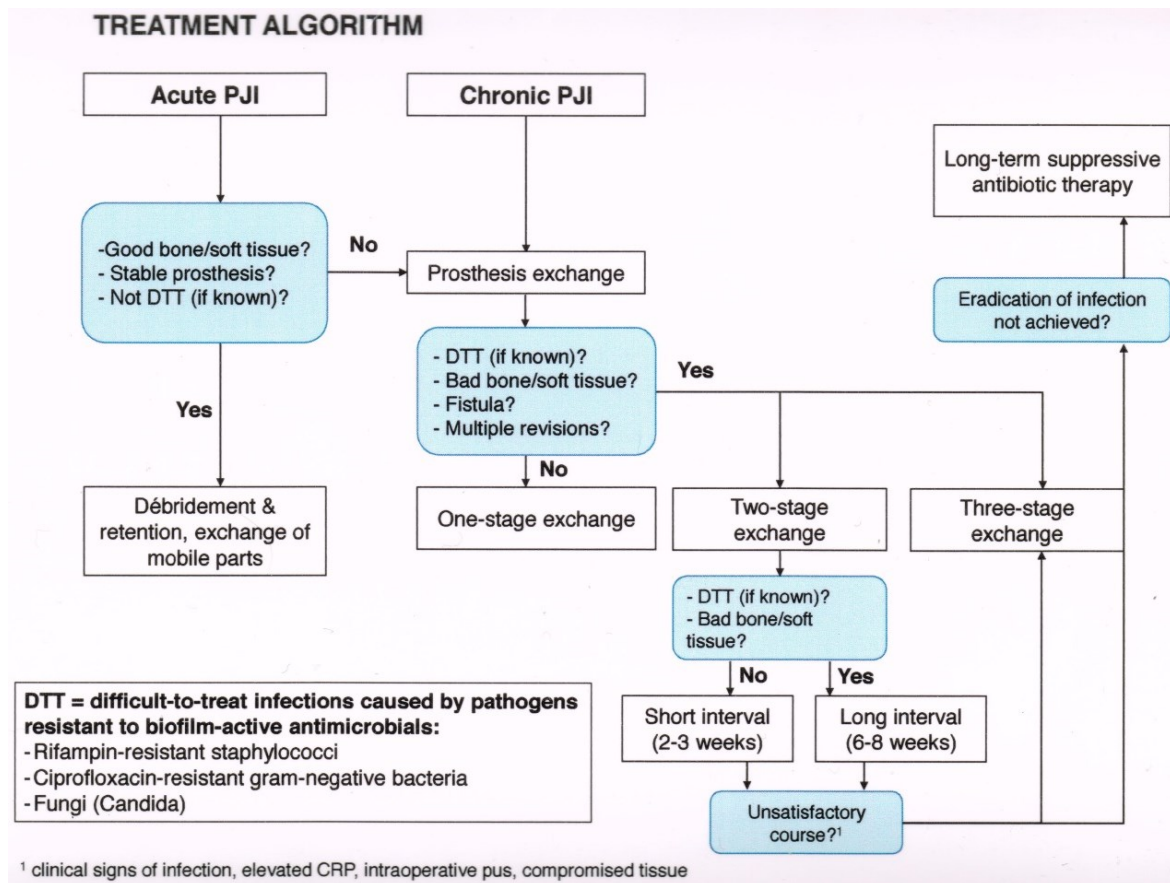 TREATMENT ALGORITHM
Acute PJI
Chronic PJI
Long-term suppressive
antibiotic therapy
-Good bone/soft tissue?
- Stable prosthesis?
- Not DTT (if known)?
No
Prosthesis exchange
Eradication of infection
not achieved?
- DTT (if known)?
- Bad bone/soft tissue?
- Fistula?
- Multiple revisions?
Yes
Yes
No
Débridement &
retention, exchange of
mobile parts
One-stage exchange
Two-stage
exchange
Three-stage
exchange
- DTT (if known)?
- Bad bone/soft
tissue?
No
Yes
Short interval
(2-3 weeks)
Long interval
(6-8 weeks)
Unsatisfactory
course?¹
DTT = difficult-to-treat infections caused by pathogens
resistant to biofilm-active antimicrobials:
-Rifampin-resistant staphylococci
-Ciprofloxacin-resistant gram-negative bacteria
-Fungi (Candida)
¹ clinical signs of infection, elevated CRP, intraoperative pus, compromised tissue